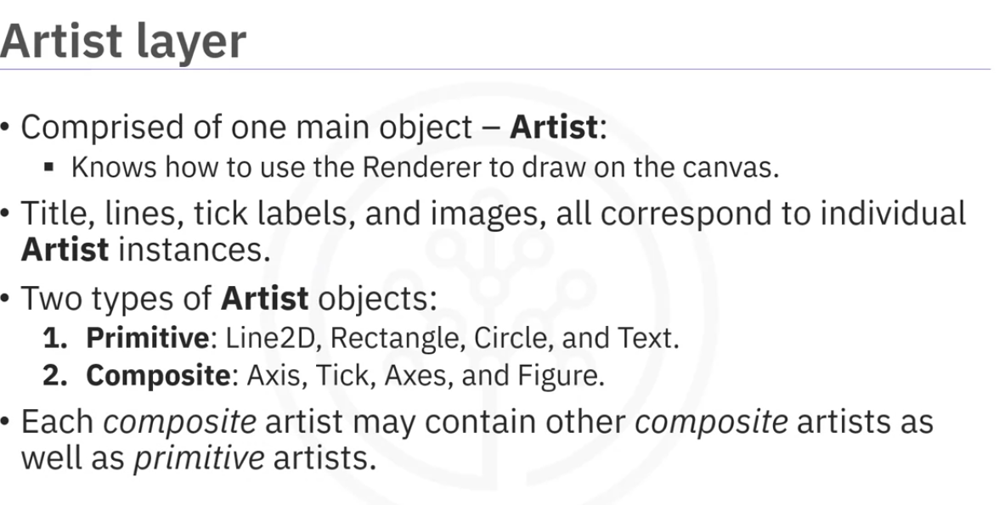 Artist layer
• Comprised of one main object – Artist:
▪ Knows how to use the Renderer to draw on the canvas.
• Title, lines, tick labels, and images, all correspond to individual
Artist instances.
• Two types of Artist objects:
1. Primitive: Line2D, Rectangle, Circle, and Text.
2. Composite: Axis, Tick, Axes, and Figure.
• Each composite artist may contain other composite artists as
well as primitive artists.